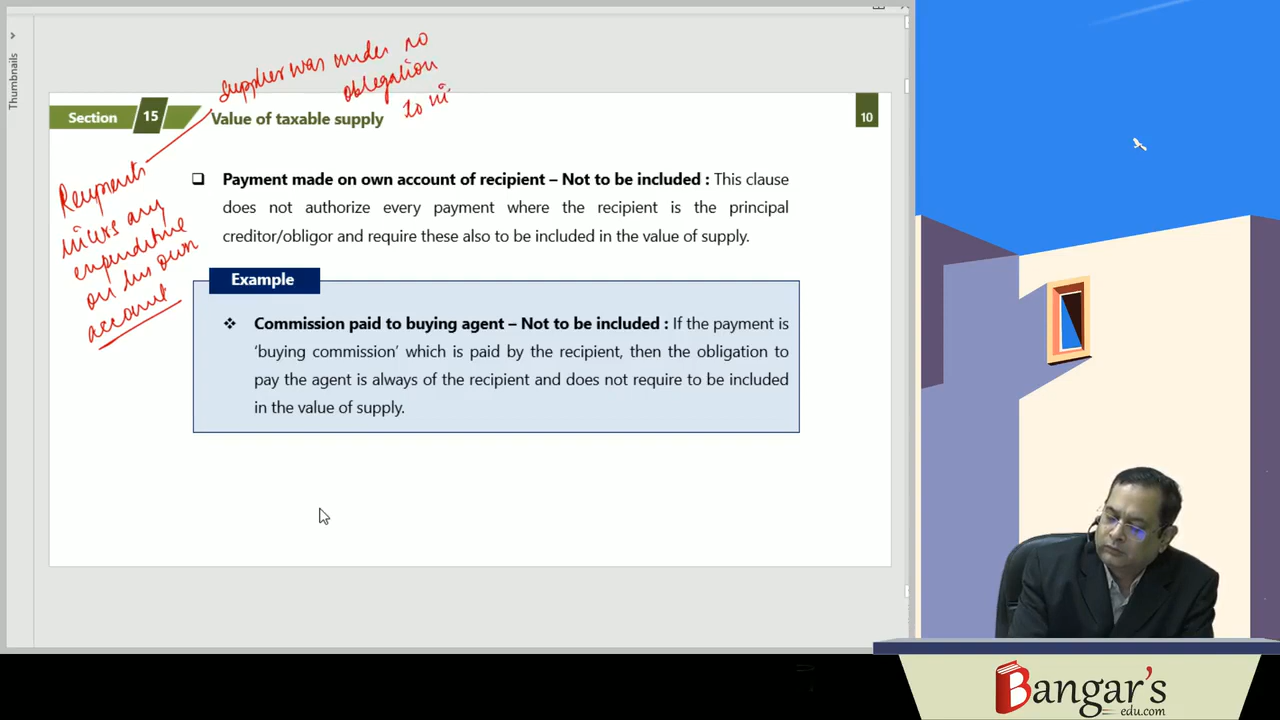 Thumbnails
Supplier was under no
obligation
to in
Section 15 Value of taxable supply 10
Recipients
incurs any
expenditure
on his own
account
❑ Payment made on own account of recipient – Not to be included : This clause
does not authorize every payment where the recipient is the principal
creditor/obligor and require these also to be included in the value of supply.
Example
❖ Commission paid to buying agent – Not to be included : If the payment is
‘buying commission’ which is paid by the recipient, then the obligation to
pay the agent is always of the recipient and does not require to be included
in the value of supply.
Bangar's
edu.com